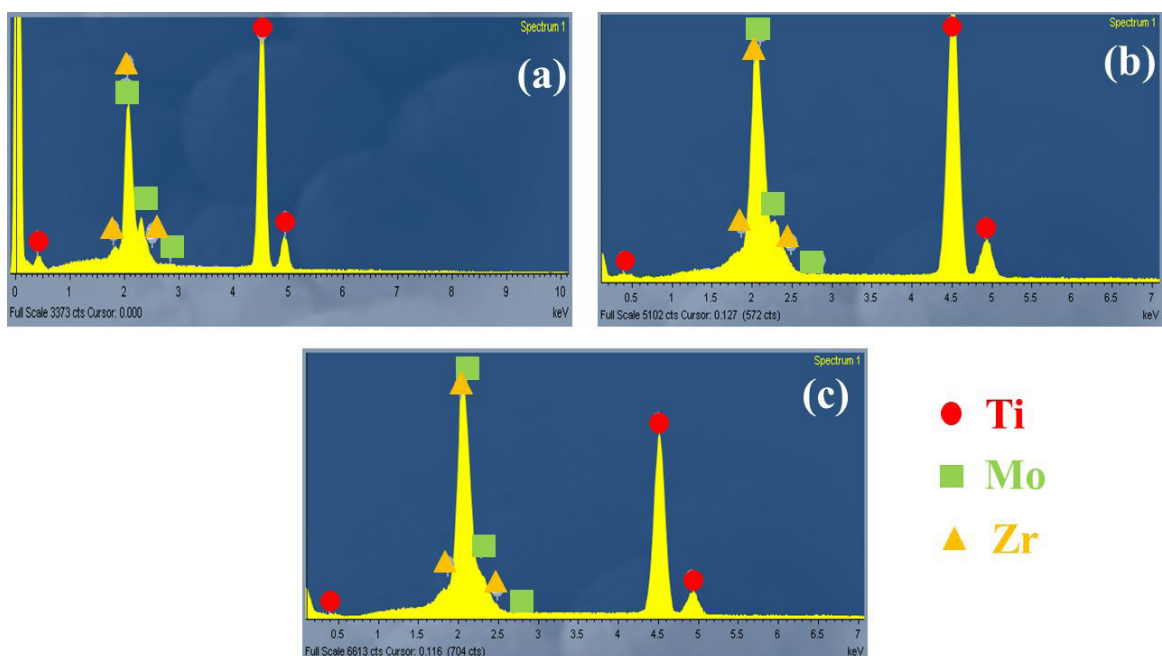 Spectrum 1
(a)
0 1 2 3 4 5 6 7 8 9 10
Full Scale 3373 cts Cursor: 0.000 keV
Spectrum 1
(b)
0.5 1 1.5 2 2.5 3 3.5 4 4.5 5 5.5 6 6.5 7
Full Scale 5102 cts Cursor: 0.127 (572 cts) keV
Spectrum 1
(c)
0.5 1 1.5 2 2.5 3 3.5 4 4.5 5 5.5 6 6.5 7
Full Scale 6613 cts Cursor: 0.116 (704 cts) keV
Ti
Mo
Zr